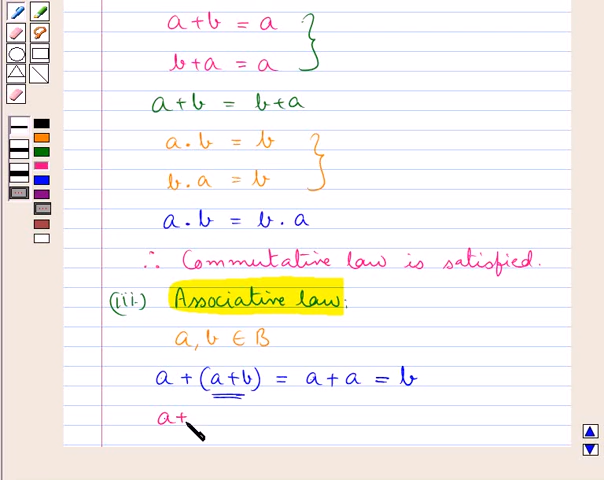 a+b = a
b+a = a
a+b = b+a
a.b = b
b.a = b
a.b = b.a
∴ Commutative law is satisfied.
(iii) Associative law:
a, b ∈ B
a + (a+b) = a+a = b
a+